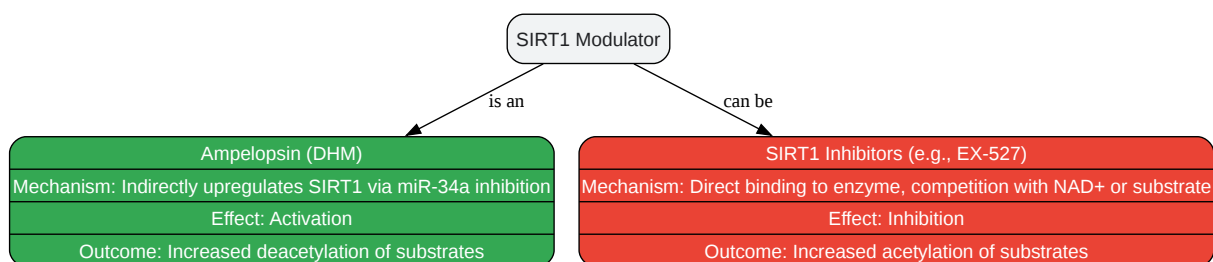 SIRT1 Modulator
is an
can be
Ampelopsin (DHM)
Mechanism: Indirectly upregulates SIRT1 via miR-34a inhibition
Effect: Activation
Outcome: Increased deacetylation of substrates
SIRT1 Inhibitors (e.g., EX-527)
Mechanism: Direct binding to enzyme, competition with NAD+ or substrate
Effect: Inhibition
Outcome: Increased acetylation of substrates